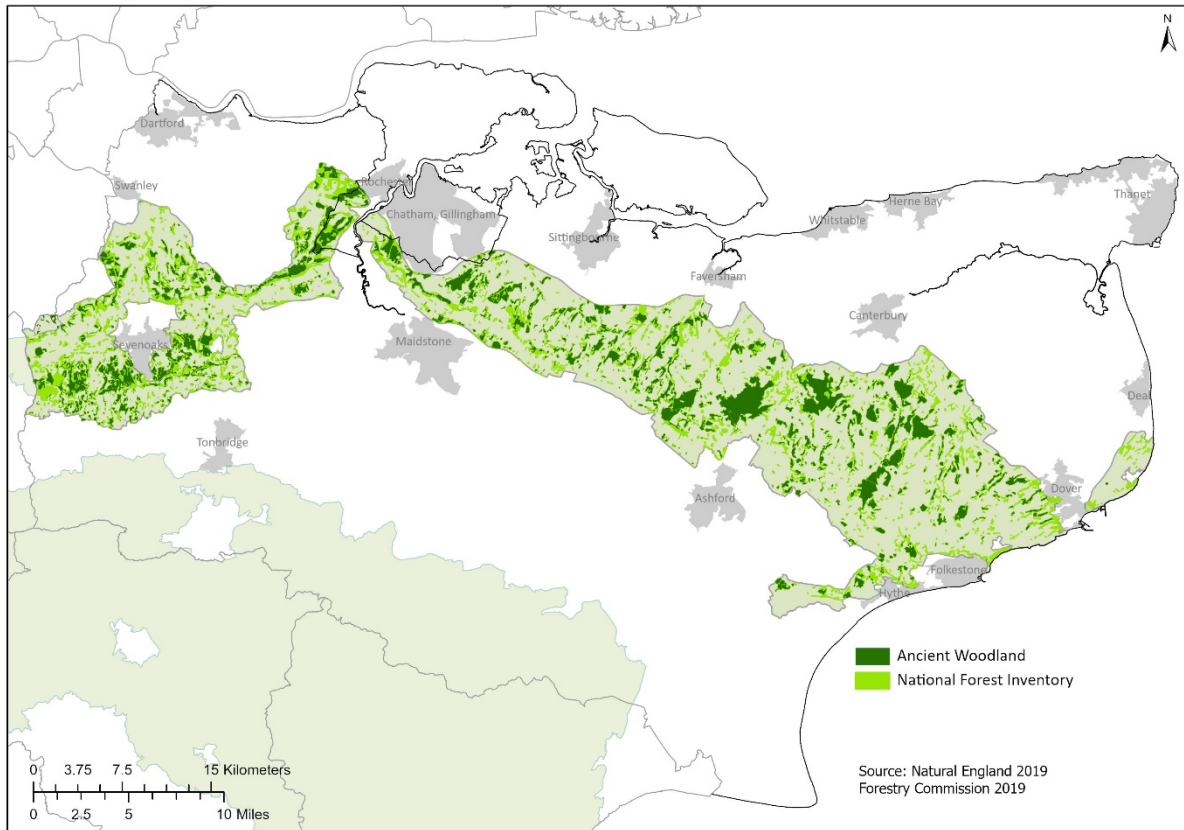 N
Dartford
Swanley
Rochester
Chatham, Gillingham
Sittingbourne
Faversham
Whitstable
Herne Bay
Thanet
Canterbury
Sevenoaks
Maidstone
Deal
Tonbridge
Ashford
Dover
Folkestone
Hythe
Ancient Woodland
National Forest Inventory
0 3.75 7.5 15 Kilometers
0 2.5 5 10 Miles
Source: Natural England 2019
Forestry Commission 2019